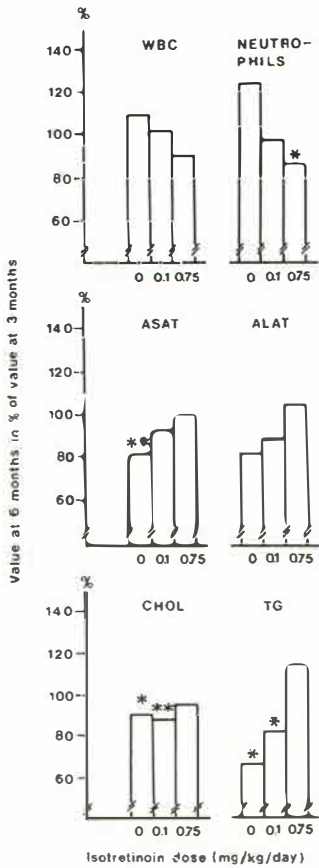 %
WBC
NEUTRO-
PHILS
120
100
80
60
*
0 0.1 0.75
0 0.1 0.75
%
140
120
100
80
60
ASAT
ALAT
**
0 0.1 0.75
0 0.1 0.75
%
140
120
100
80
60
CHOL
TG
*
**
*
*
0 0.1 0.75
0 0.1 0.75
Value at 6 months in % of value at 3 months
Isotretinoin dose (mg/kg/day)